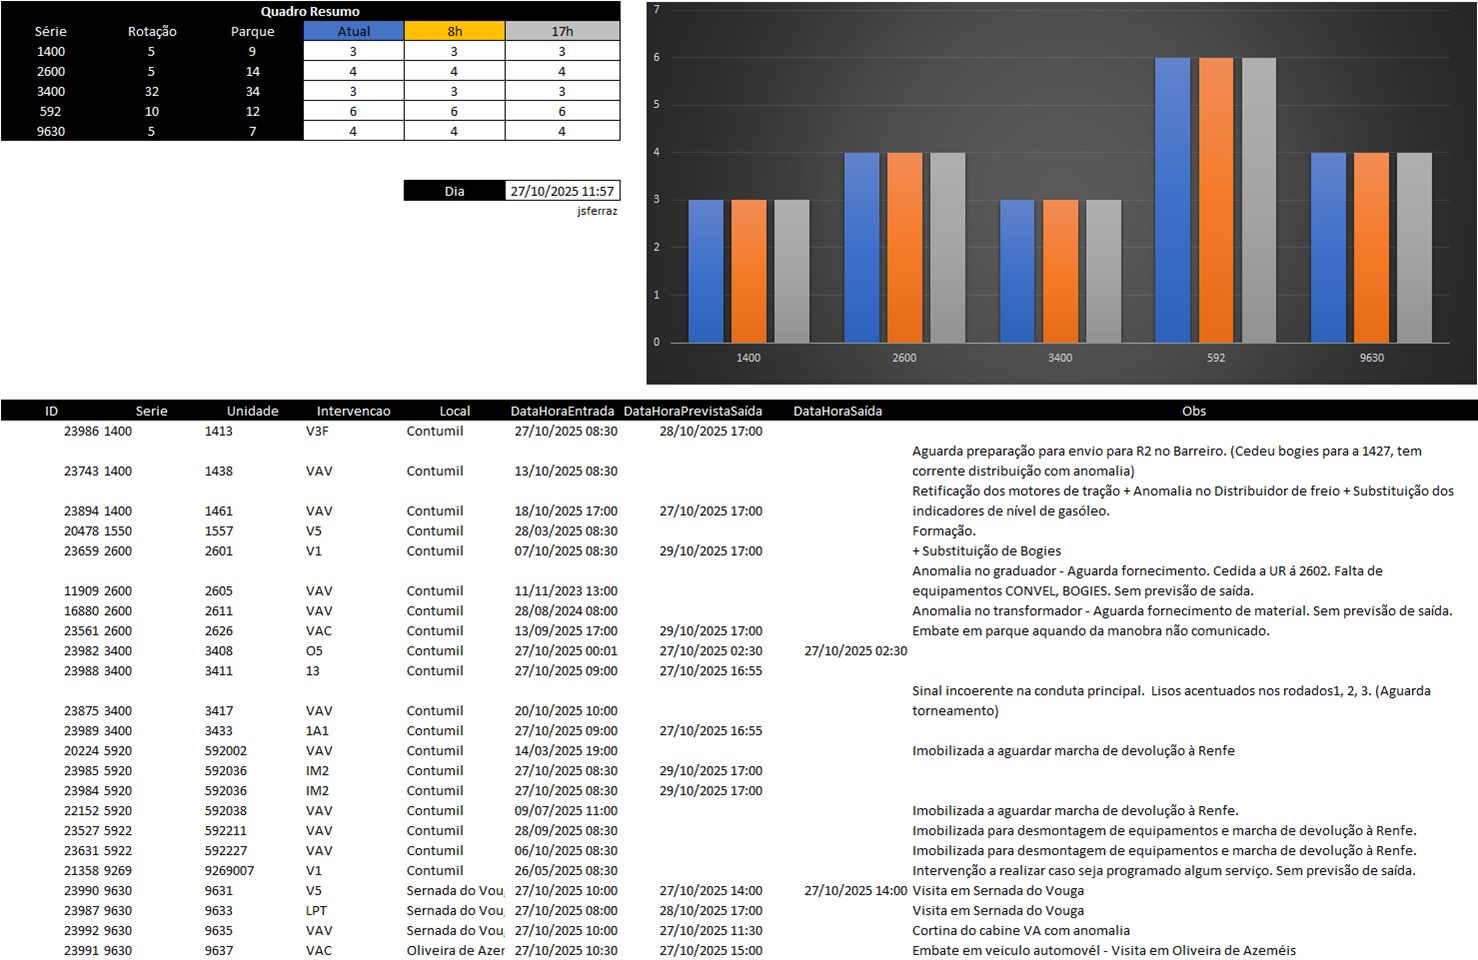 Quadro Resumo
Série Rotação Parque Atual 8h 17h
1400 5 9 3 3 3
2600 5 14 4 4 4
3400 32 34 3 3 3
592 10 12 6 6 6
9630 5 7 4 4 4
Dia 27/10/2025 11:57
jsferraz
7
6
5
4
3
2
1
0
1400 2600 3400 592 9630
ID Serie Unidade Intervencao Local DataHoraEntrada DataHoraPrevistaSaída DataHoraSaída Obs
23986 1400 1413 V3F Contumil 27/10/2025 08:30 28/10/2025 17:00
Aguarda preparação para envio para R2 no Barreiro. (Cedeu bogies para a 1427, tem
23743 1400 1438 VAV Contumil 13/10/2025 08:30 corrente distribuição com anomalia)
Retificação dos motores de tração + Anomalia no Distribuidor de freio + Substituição dos
23894 1400 1461 VAV Contumil 18/10/2025 17:00 27/10/2025 17:00 indicadores de nível de gasóleo.
20478 1550 1557 V5 Contumil 28/03/2025 08:30 Formação.
23659 2600 2601 V1 Contumil 07/10/2025 08:30 29/10/2025 17:00 + Substituição de Bogies
Anomalia no graduador - Aguarda fornecimento. Cedida a UR á 2602. Falta de
11909 2600 2605 VAV Contumil 11/11/2023 13:00 equipamentos CONVEL, BOGIES. Sem previsão de saída.
16880 2600 2611 VAV Contumil 28/08/2024 08:00 Anomalia no transformador - Aguarda fornecimento de material. Sem previsão de saída.
23561 2600 2626 VAC Contumil 13/09/2025 17:00 29/10/2025 17:00 Embate em parque aquando da manobra não comunicado.
23982 3400 3408 O5 Contumil 27/10/2025 00:01 27/10/2025 02:30 27/10/2025 02:30
23988 3400 3411 13 Contumil 27/10/2025 09:00 27/10/2025 16:55
Sinal incoerente na conduta principal.  Lisos acentuados nos rodados1, 2, 3. (Aguarda
23875 3400 3417 VAV Contumil 20/10/2025 10:00 torneamento)
23989 3400 3433 1A1 Contumil 27/10/2025 09:00 27/10/2025 16:55
20224 5920 592002 VAV Contumil 14/03/2025 19:00 Imobilizada a aguardar marcha de devolução à Renfe
23985 5920 592036 IM2 Contumil 27/10/2025 08:30 29/10/2025 17:00
23984 5920 592036 IM2 Contumil 27/10/2025 08:30 29/10/2025 17:00
22152 5920 592038 VAV Contumil 09/07/2025 11:00 Imobilizada a aguardar marcha de devolução à Renfe.
23527 5922 592211 VAV Contumil 28/09/2025 08:30 Imobilizada para desmontagem de equipamentos e marcha de devolução à Renfe.
23631 5922 592227 VAV Contumil 06/10/2025 08:30 Imobilizada para desmontagem de equipamentos e marcha de devolução à Renfe.
21358 9269 9269007 V1 Contumil 26/05/2025 08:30 Intervenção a realizar caso seja programado algum serviço. Sem previsão de saída.
23990 9630 9631 V5 Sernada do Vou 27/10/2025 10:00 27/10/2025 14:00 27/10/2025 14:00 Visita em Sernada do Vouga
23987 9630 9633 LPT Sernada do Vou 27/10/2025 08:00 28/10/2025 17:00 Visita em Sernada do Vouga
23992 9630 9635 VAV Sernada do Vou 27/10/2025 10:00 27/10/2025 11:30 Cortina do cabine VA com anomalia
23991 9630 9637 VAC Oliveira de Azer 27/10/2025 10:30 27/10/2025 15:00 Embate em veiculo automovél - Visita em Oliveira de Azeméis